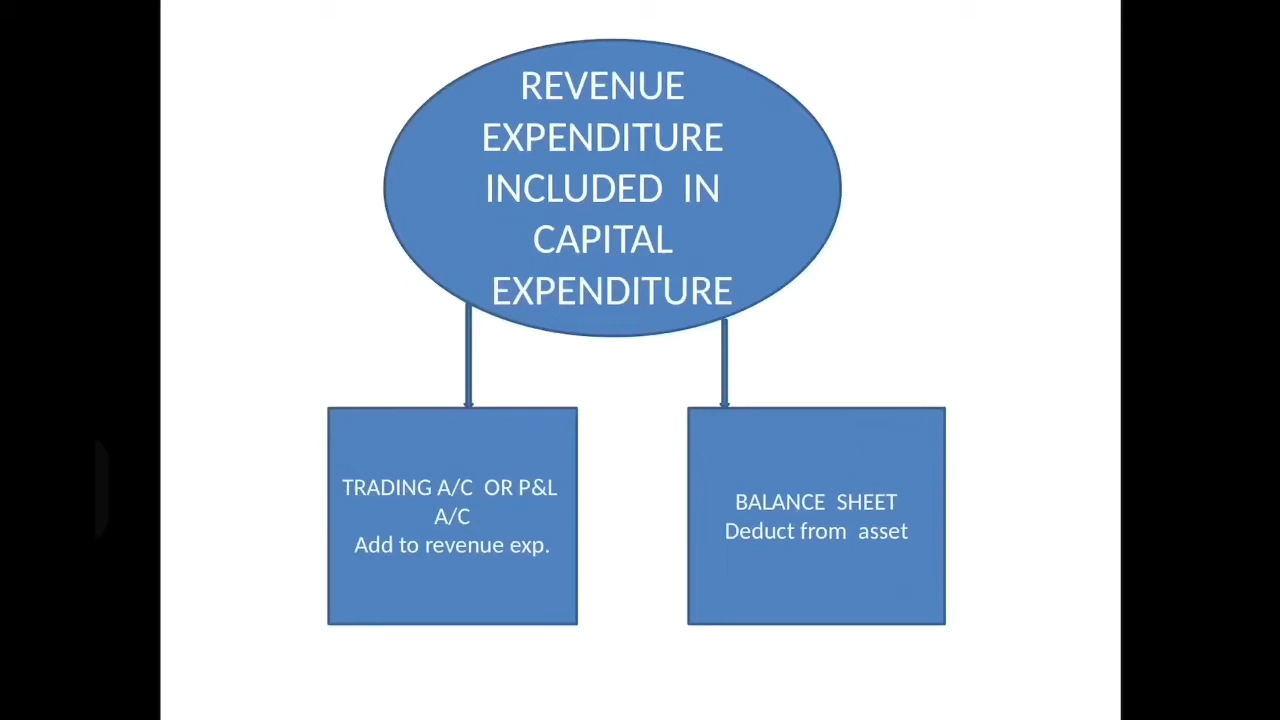 REVENUE
EXPENDITURE
INCLUDED IN
CAPITAL
EXPENDITURE
TRADING A/C OR P&L
A/C
Add to revenue exp.
BALANCE SHEET
Deduct from asset